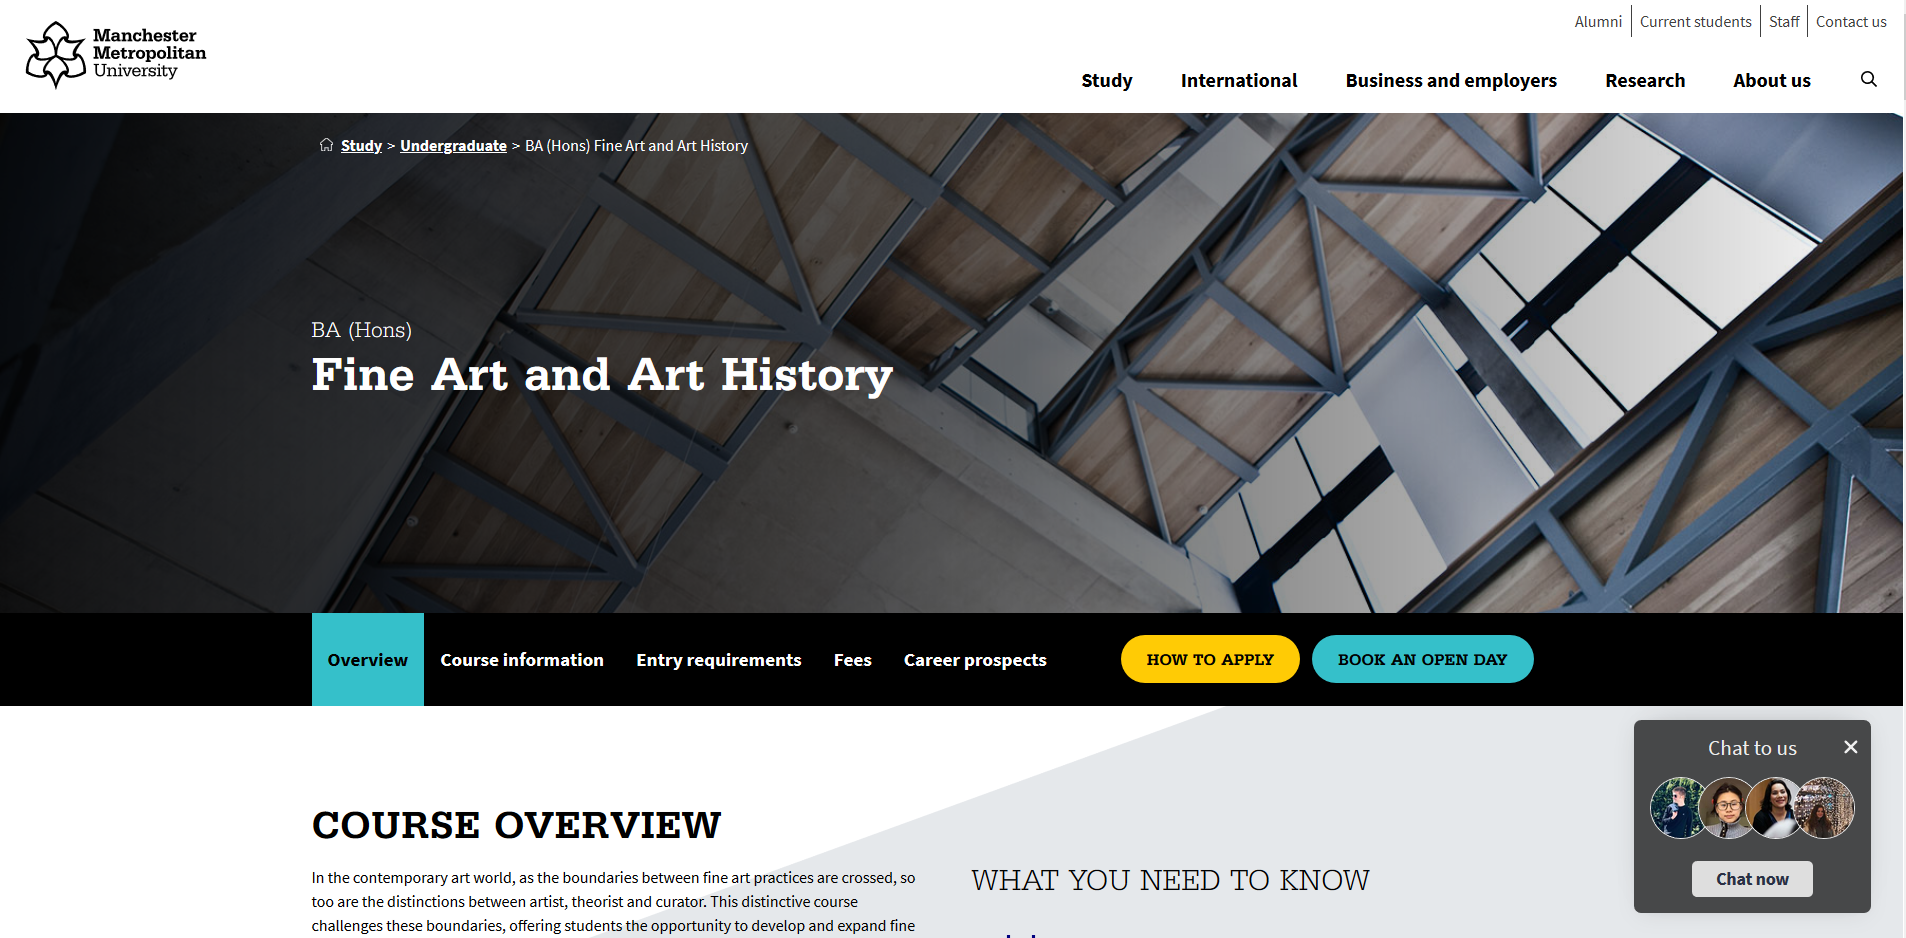 Manchester
Metropolitan
University
Alumni
Current students
Staff
Contact us
Study
International
Business and employers
Research
About us
Study > Undergraduate > BA (Hons) Fine Art and Art History
BA (Hons)
Fine Art and Art History
Overview
Course information
Entry requirements
Fees
Career prospects
HOW TO APPLY
BOOK AN OPEN DAY
COURSE OVERVIEW
In the contemporary art world, as the boundaries between fine art practices are crossed, so
too are the distinctions between artist, theorist and curator. This distinctive course
challenges these boundaries, offering students the opportunity to develop and expand fine
WHAT YOU NEED TO KNOW
Chat to us
Chat now